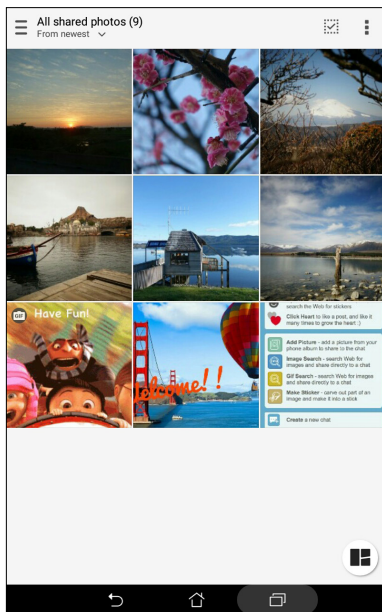 All shared photos (9)
From newest
GIF
Have Fun!
Welcome!!
search the Web for stickers
Click Heart to like a post, and like it
many times to grow the heart :)
Add Picture - add a picture from your
phone album to share to the chat
Image Search - search Web for
images and share directly to a chat
Gif Search - search Web for images
and share directly to a chat
Make Sticker - carve out part of an
image and make it into a stick
Create a new chat